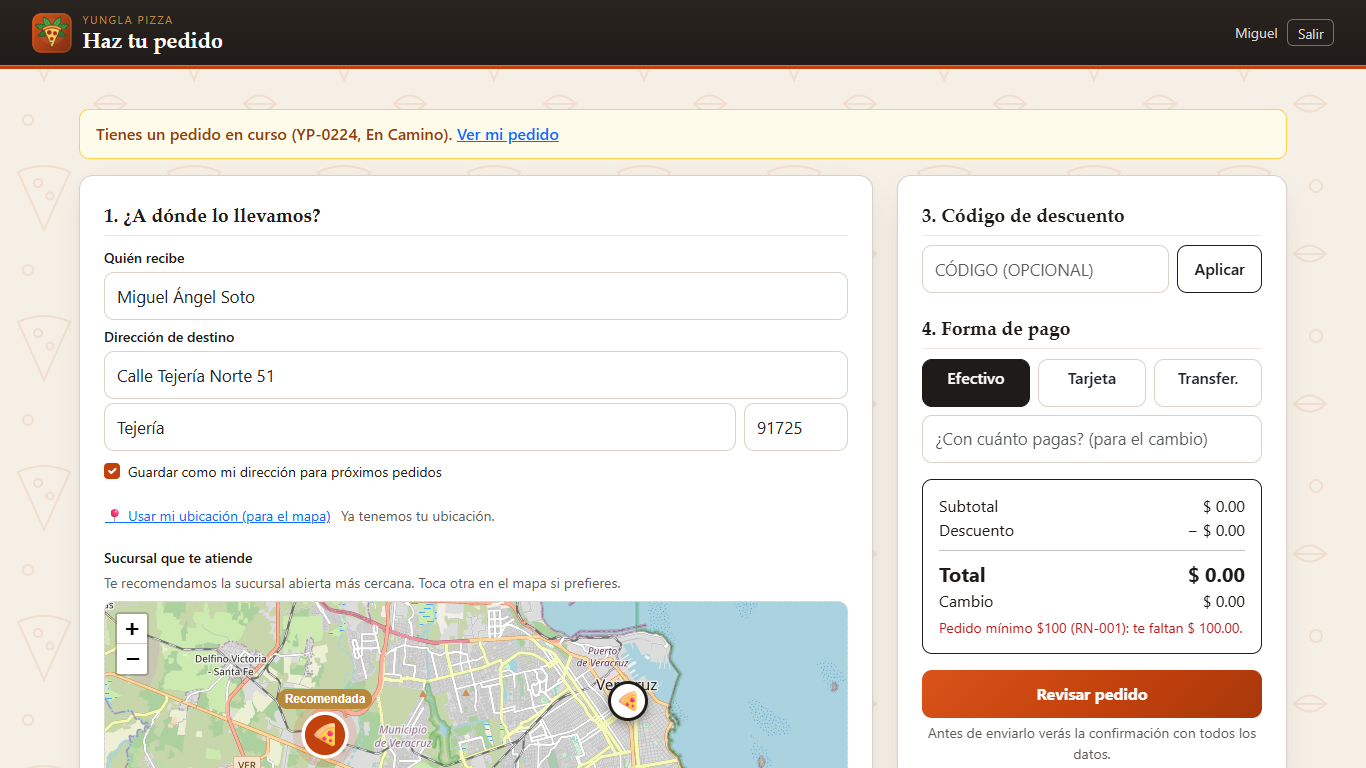 YUNGLA PIZZA
Haz tu pedido
Miguel
Salir
Tienes un pedido en curso (YP-0224, En Camino). Ver mi pedido
1. ¿A dónde lo llevamos?
Quién recibe
Miguel Ángel Soto
Dirección de destino
Calle Tejería Norte 51
Tejería
91725
Guardar como mi dirección para próximos pedidos
Usar mi ubicación (para el mapa) Ya tenemos tu ubicación.
Sucursal que te atiende
Te recomendamos la sucursal abierta más cercana. Toca otra en el mapa si prefieres.
+
−
Delfino Victoria
- Santa Fe
Recomendada
Municipio
de Veracruz
Puerto
de Veracruz
VER
3. Código de descuento
CÓDIGO (OPCIONAL)
Aplicar
4. Forma de pago
Efectivo
Tarjeta
Transfer.
¿Con cuánto pagas? (para el cambio)
Subtotal $ 0.00
Descuento − $ 0.00
Total $ 0.00
Cambio $ 0.00
Pedido mínimo $100 (RN-001): te faltan $ 100.00.
Revisar pedido
Antes de enviarlo verás la confirmación con todos los
datos.